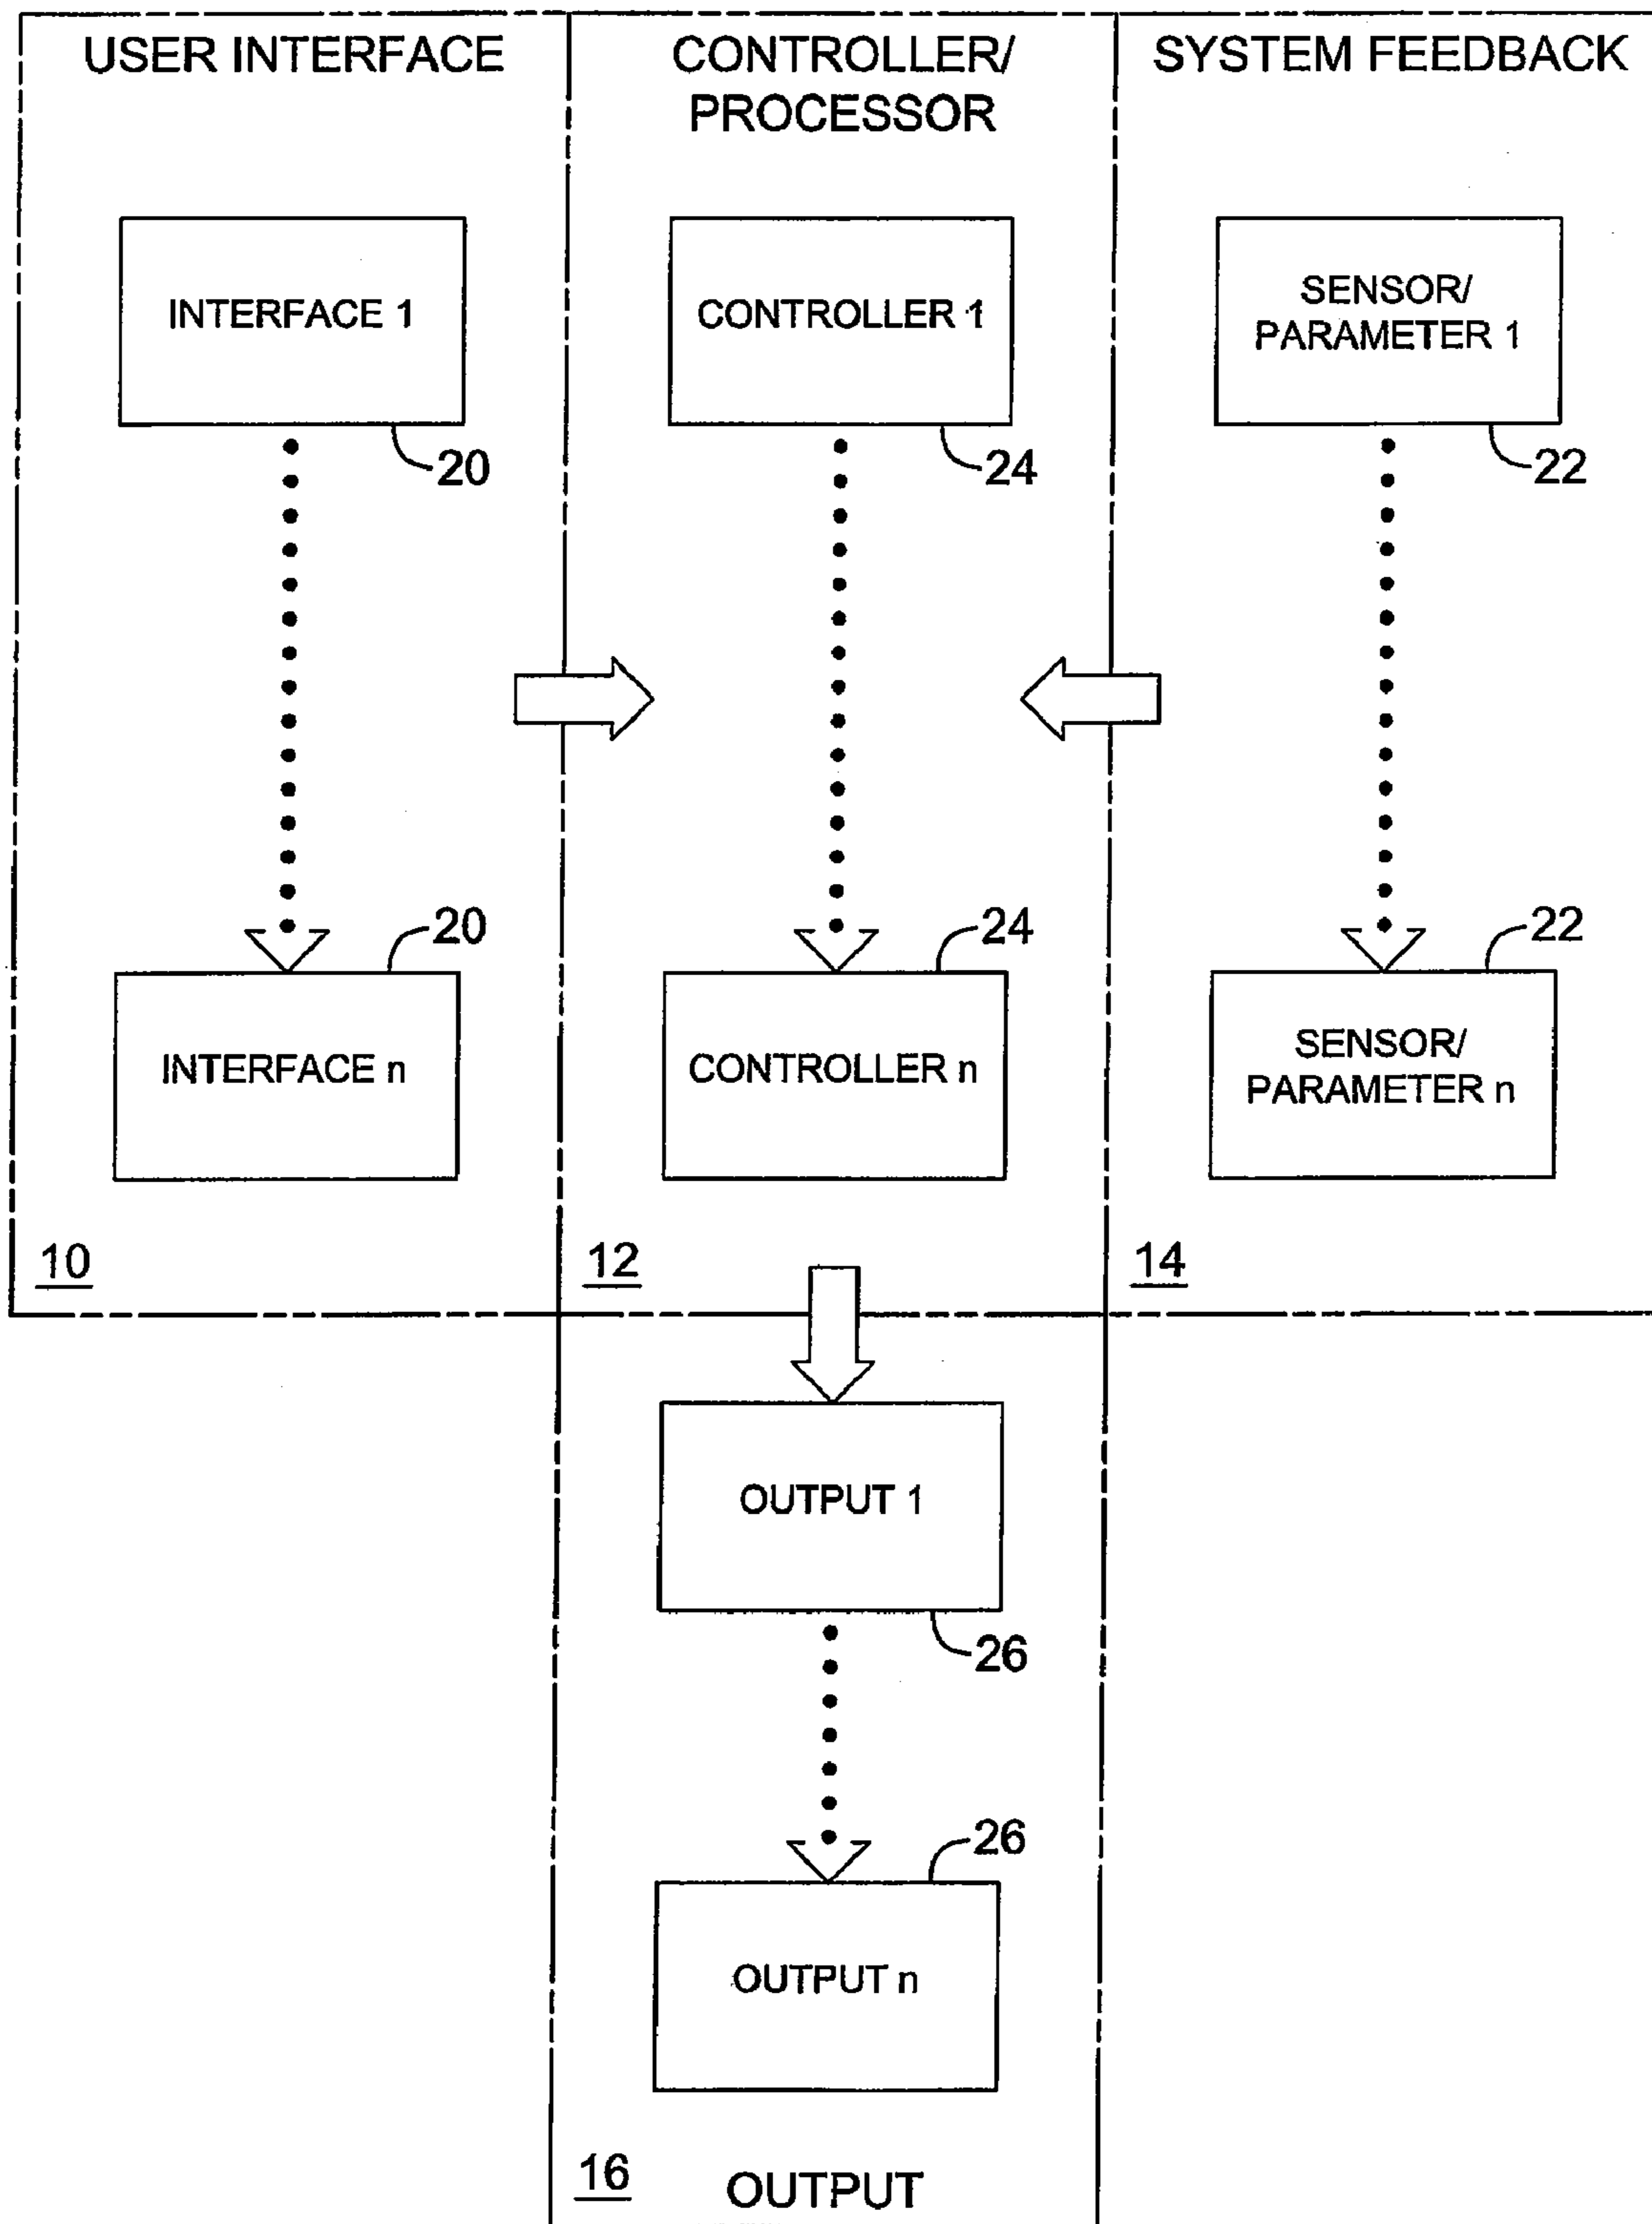 USER INTERFACE
CONTROLLER/
PROCESSOR
SYSTEM FEEDBACK
INTERFACE 1
CONTROLLER 1
SENSOR/
PARAMETER 1
20
24
22
20
24
22
INTERFACE n
CONTROLLER n
SENSOR/
PARAMETER n
10
12
14
OUTPUT 1
26
26
OUTPUT n
16
OUTPUT